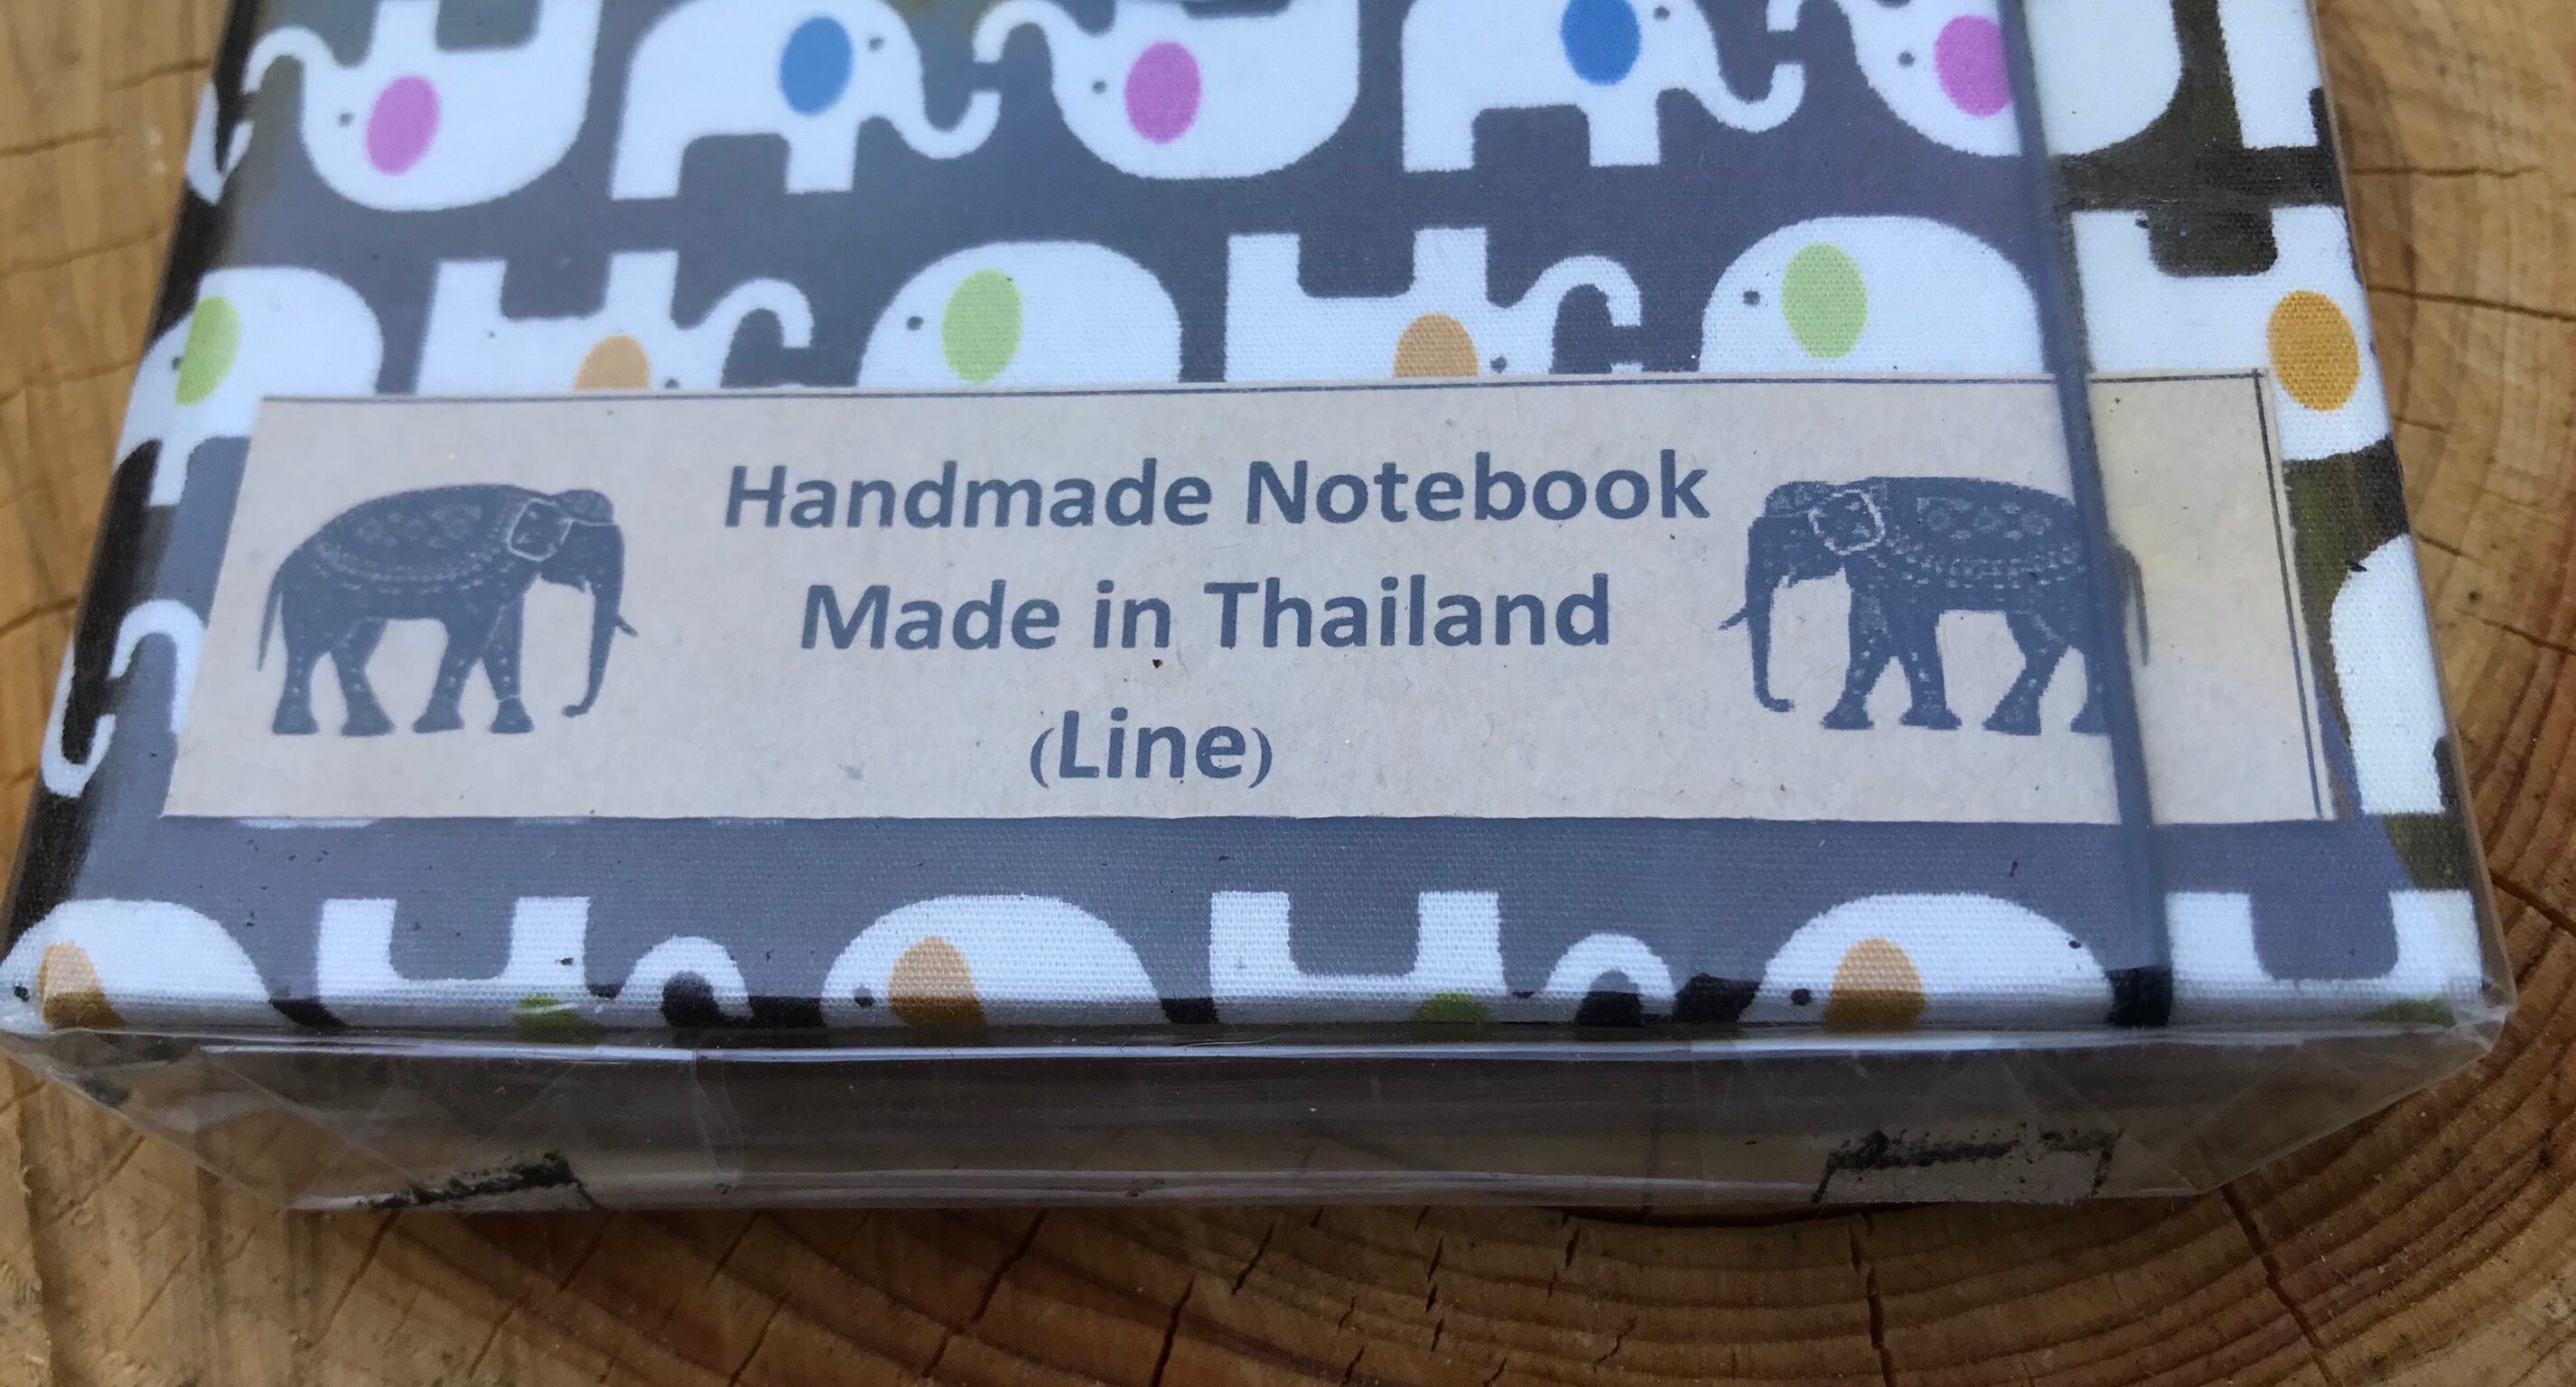 Handmade Notebook
Made in Thailand
(Line)